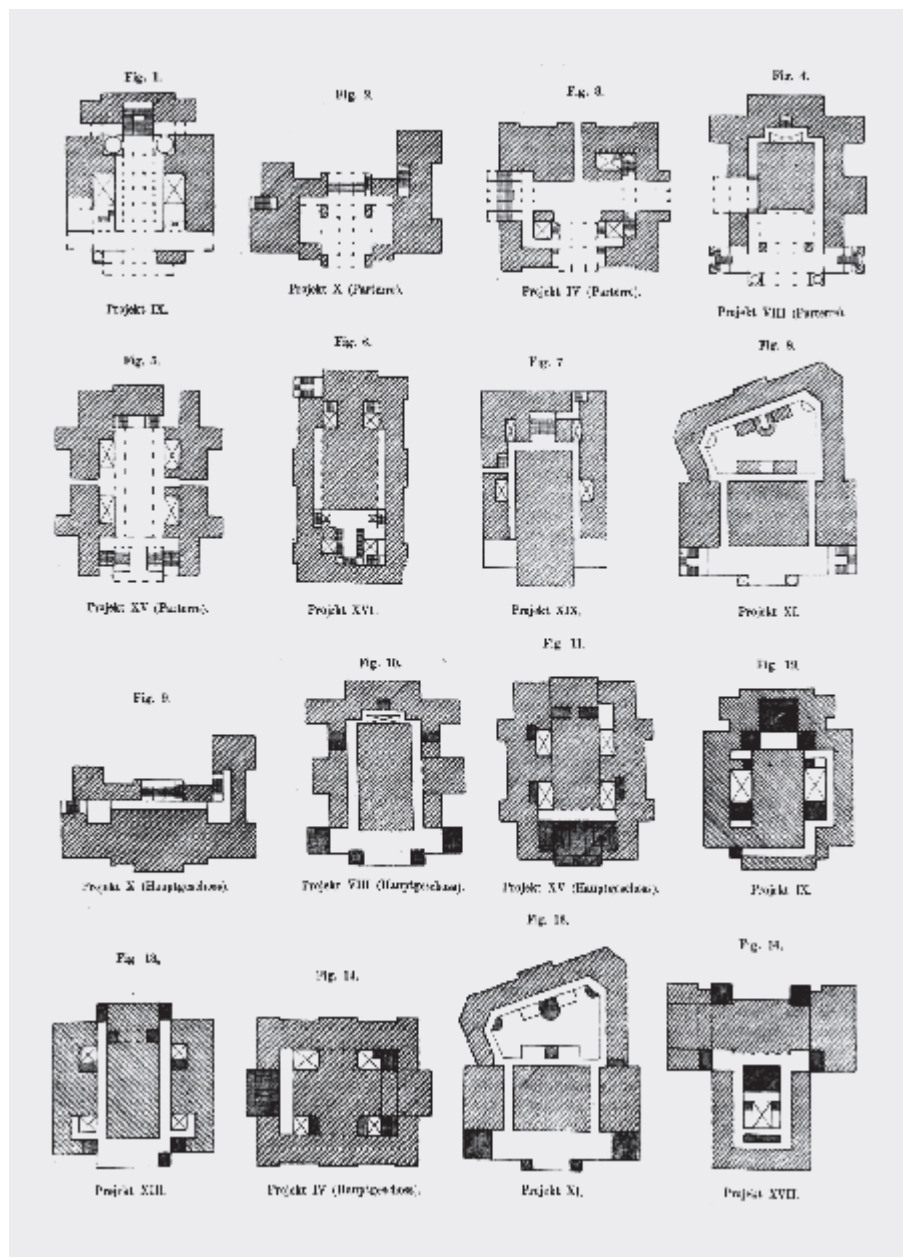 Fig. 1.
Fig. 2.
Fig. 3.
Fig. 4.
Projekt IX.
Projekt X (Parterre).
Projekt IV (Parterre).
Projekt VIII (Parterre).
Fig. 5.
Fig. 6.
Fig. 7
Fig. 8.
Projekt XV (Parterre).
Projekt XVI.
Projekt XIX.
Projekt XI.
Fig. 9.
Fig. 10.
Fig. 11.
Fig. 12.
Projekt X (Hauptgeschoss).
Projekt VIII (Hauptgeschoss).
Projekt XV (Hauptgeschoss).
Projekt IX.
Fig. 13.
Fig. 14.
Fig. 15.
Fig. 16.
Projekt XIII.
Projekt IV (Hauptgeschoss).
Projekt XI.
Projekt XVII.